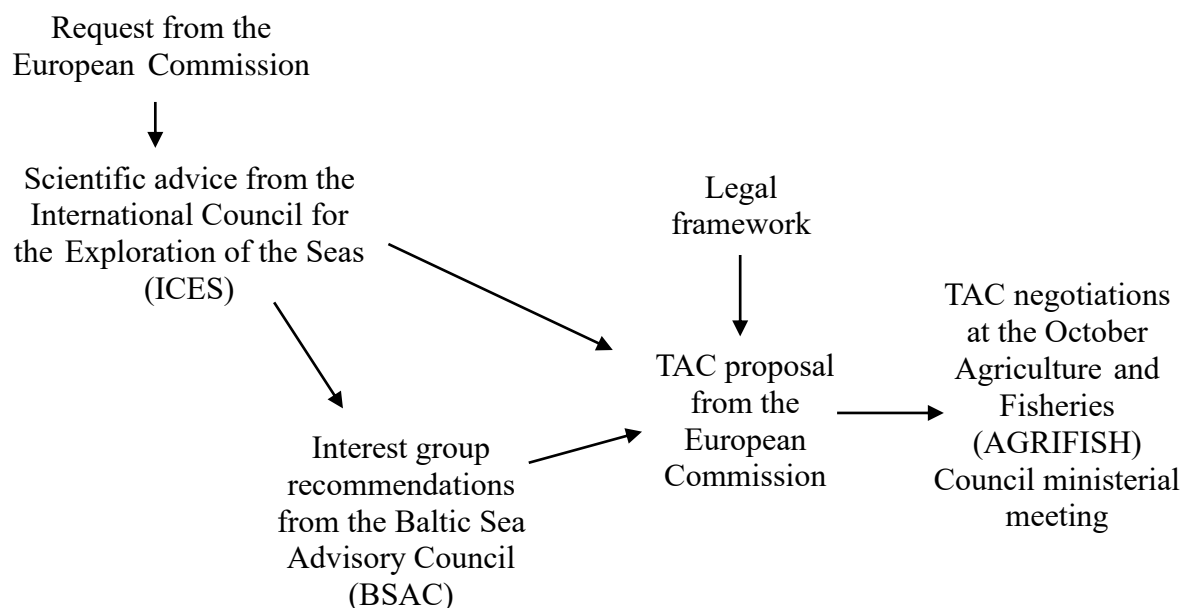 Request from the
European Commission
Scientific advice from the
International Council for
the Exploration of the Seas
(ICES)
Interest group
recommendations
from the Baltic Sea
Advisory Council
(BSAC)
Legal
framework
TAC proposal
from the
European
Commission
TAC negotiations
at the October
Agriculture and
Fisheries
(AGRIFISH)
Council ministerial
meeting